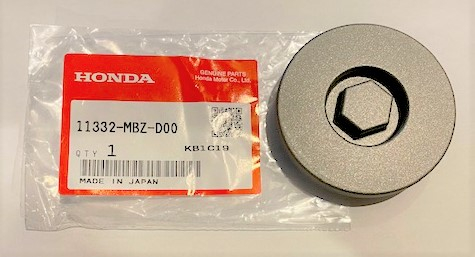 HONDA
GENUINE PARTS
Honda Motor Co., Ltd.
11332-MBZ-D00
QTY 1
KB1C19
MADE IN JAPAN